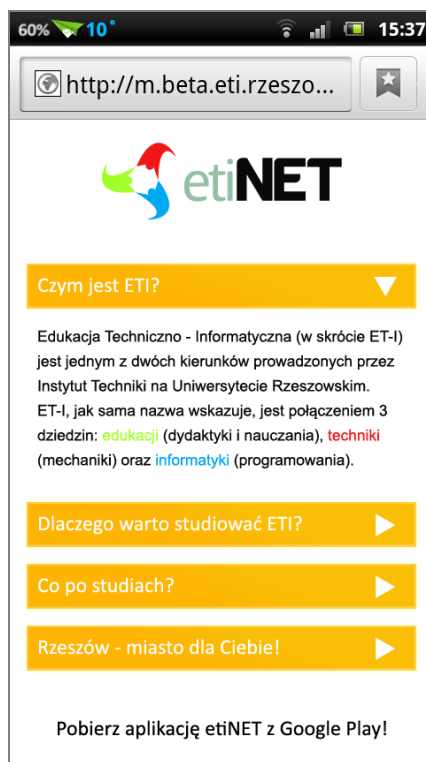 60% 10° 15:37
http://m.beta.eti.rzeszo...
etiNET
Czym jest ETI?
Edukacja Techniczno - Informatyczna (w skrócie ET-I)
jest jednym z dwóch kierunków prowadzonych przez
Instytut Techniki na Uniwersytecie Rzeszowskim.
ET-I, jak sama nazwa wskazuje, jest połączeniem 3
dziedzin: edukacji (dydaktyki i nauczania), techniki
(mechaniki) oraz informatyki (programowania).
Dlaczego warto studiować ETI?
Co po studiach?
Rzeszów - miasto dla Ciebie!
Pobierz aplikację etiNET z Google Play!